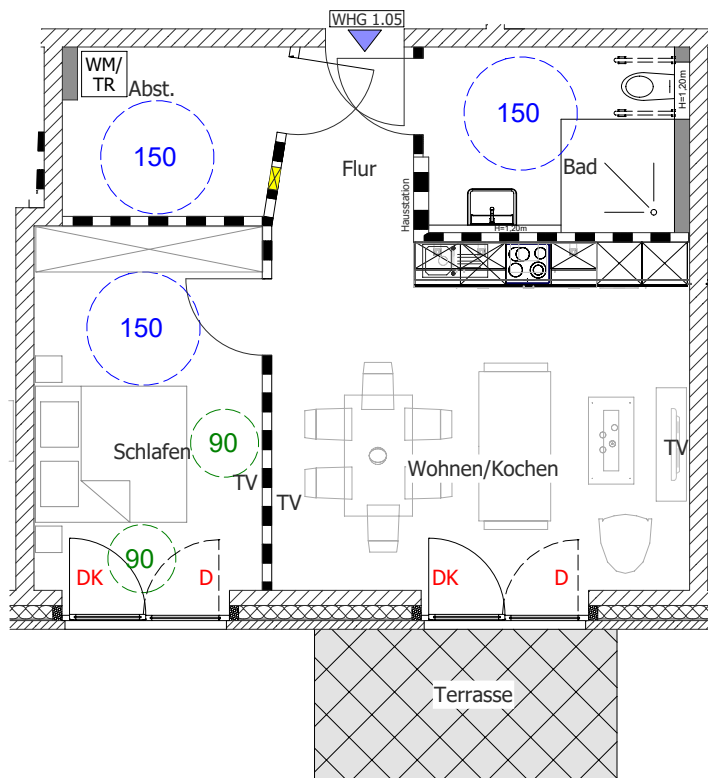 WHG 1.05
WM/
TR
Abst.
150
Flur
150
Bad
H=1,20m
Hausstation
H=1,20m
150
Schlafen
90
TV
TV
Wohnen/Kochen
TV
90
DK
D
DK
D
Terrasse